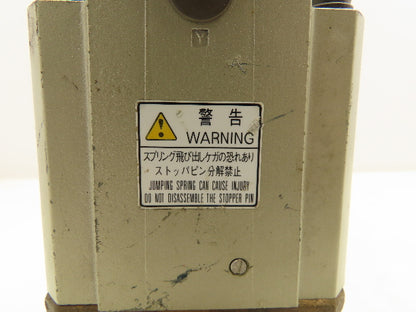 Y
警告
WARNING
スプリング飛び出しケガの恐れあり
ストッパピン分解禁止
JUMPING SPRING CAN CAUSE INJURY
DO NOT DISASSEMBLE THE STOPPER PIN